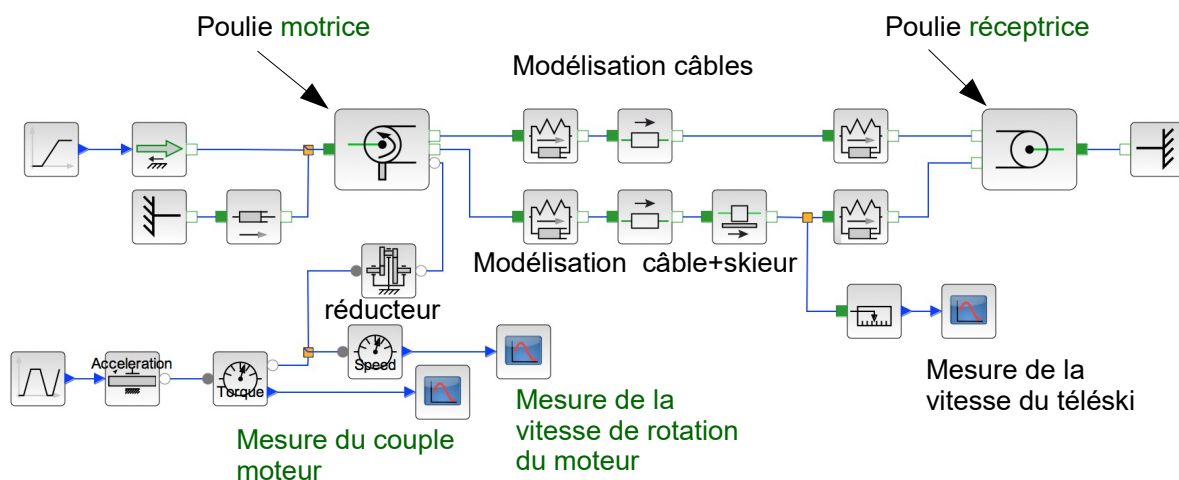 Poulie motrice
Poulie réceptrice
Modélisation câbles
Modélisation câble+skieur
réducteur
Acceleration
Torque
Speed
Mesure du couple
moteur
Mesure de la
vitesse de rotation
du moteur
Mesure de la
vitesse du téléski